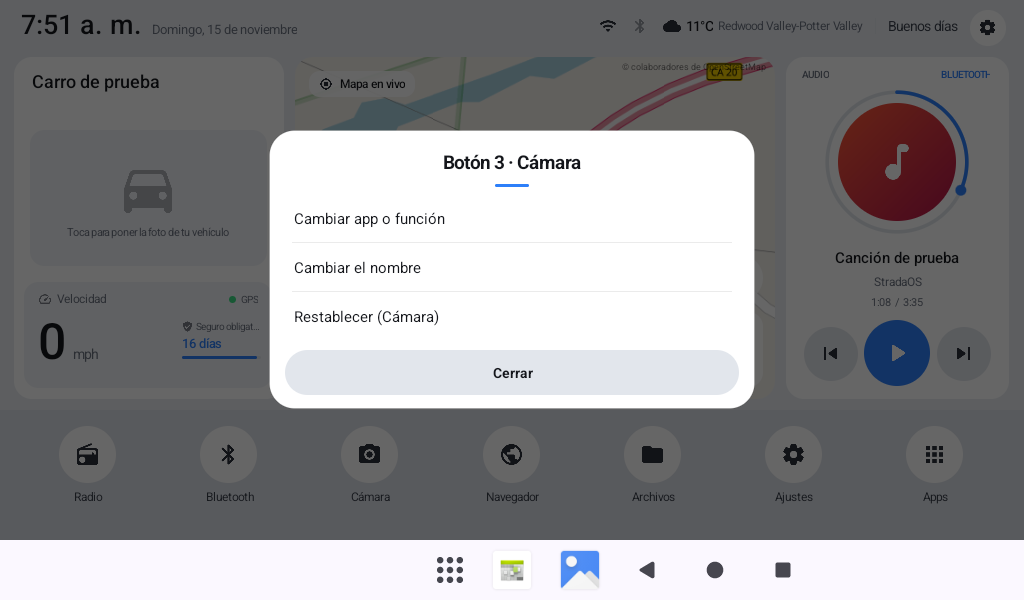 7:51 a. m. Domingo, 15 de noviembre
11°C Redwood Valley-Potter Valley
Buenos días
Carro de prueba
Toca para poner la foto de tu vehículo
Velocidad
GPS
0 mph
Seguro obligat...
16 días
Mapa en vivo
© colaboradores de
CA 20
AUDIO
BLUETOOTH
Canción de prueba
StradaOS
1:08 / 3:35
Botón 3 · Cámara
Cambiar app o función
Cambiar el nombre
Restablecer (Cámara)
Cerrar
Radio
Bluetooth
Cámara
Navegador
Archivos
Ajustes
Apps